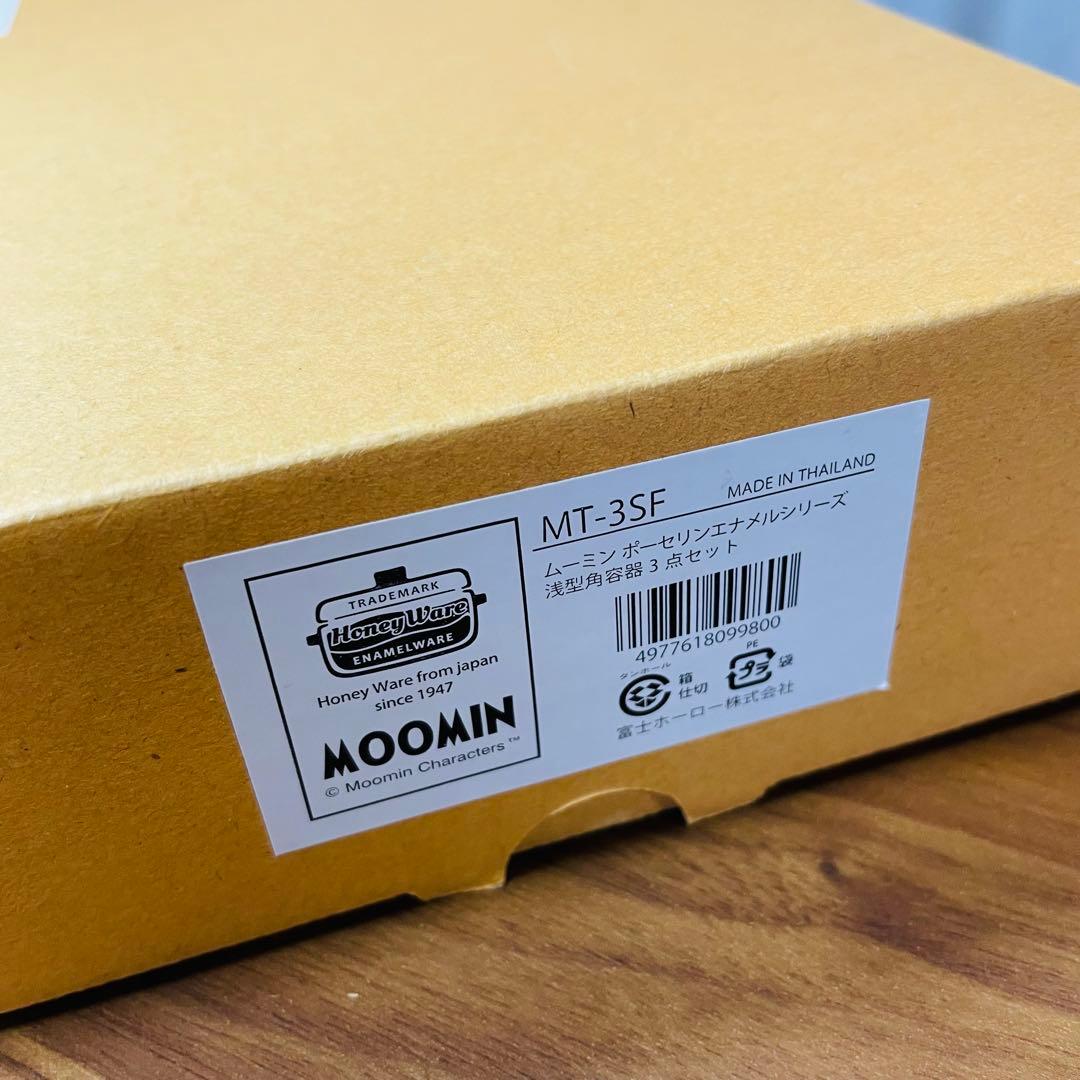 TRADEMARK
Honey Ware
ENAMELWARE
Honey Ware from japan
since 1947
MOOMIN
© Moomin Characters™
MT-3SF
MADE IN THAILAND
ムーミン ポーセリンエナメルシリーズ
浅型角容器 3 点セット
4977618099800
ダンボール
箱
仕切
PE
プラ
袋
富士ホーロー株式会社